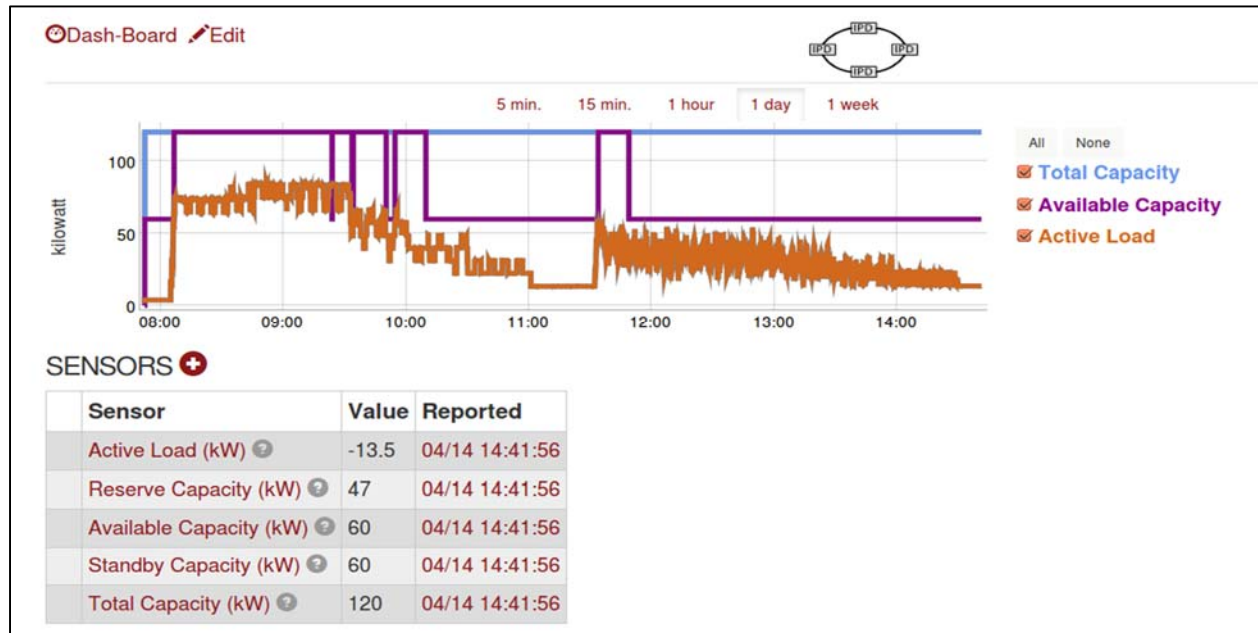 Dash-Board Edit
IPD
IPD IPD
IPD
5 min. 15 min. 1 hour 1 day 1 week
All None
Total Capacity
Available Capacity
Active Load
kilowatt
100
50
0
08:00 09:00 10:00 11:00 12:00 13:00 14:00
SENSORS
Sensor Value Reported
Active Load (kW) ? -13.5 04/14 14:41:56
Reserve Capacity (kW) ? 47 04/14 14:41:56
Available Capacity (kW) ? 60 04/14 14:41:56
Standby Capacity (kW) ? 60 04/14 14:41:56
Total Capacity (kW) ? 120 04/14 14:41:56